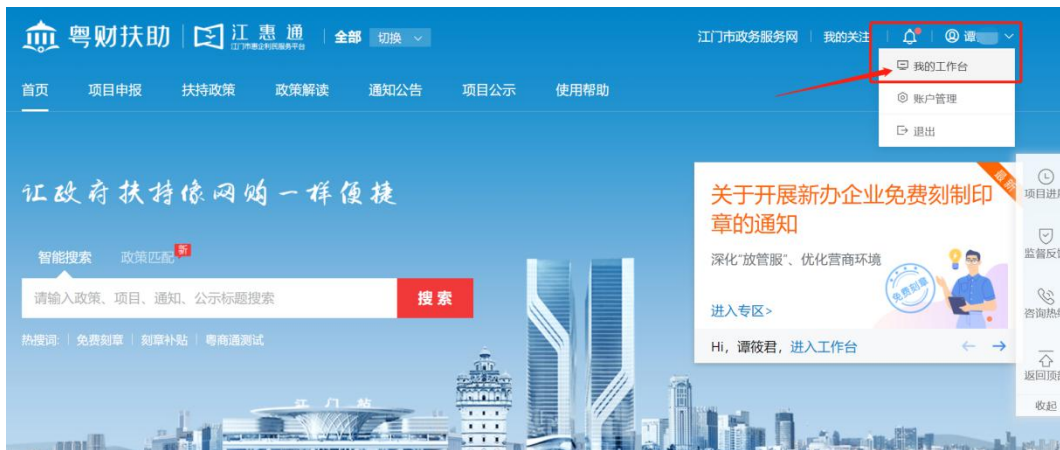 粤财扶助 江惠通 全部 切换 江门市政务服务网 我的关注 谭
江门市惠企利民服务平台
我的工作台
首页 项目申报 扶持政策 政策解读 通知公告 项目公示 使用帮助
账户管理
退出
让政府扶持像网购一样便捷
最新
关于开展新办企业免费刻制印
章的通知
项目进度
智能搜索 政策匹配 新
深化“放管服”、优化营商环境
监督反馈
请输入政策、项目、通知、公示标题搜索 搜索
免费刻章
进入专区>
咨询热线
热搜词: 免费刻章 刻章补贴 粤商通测试
Hi, 谭筱君, 进入工作台
返回顶部
收起
江门站